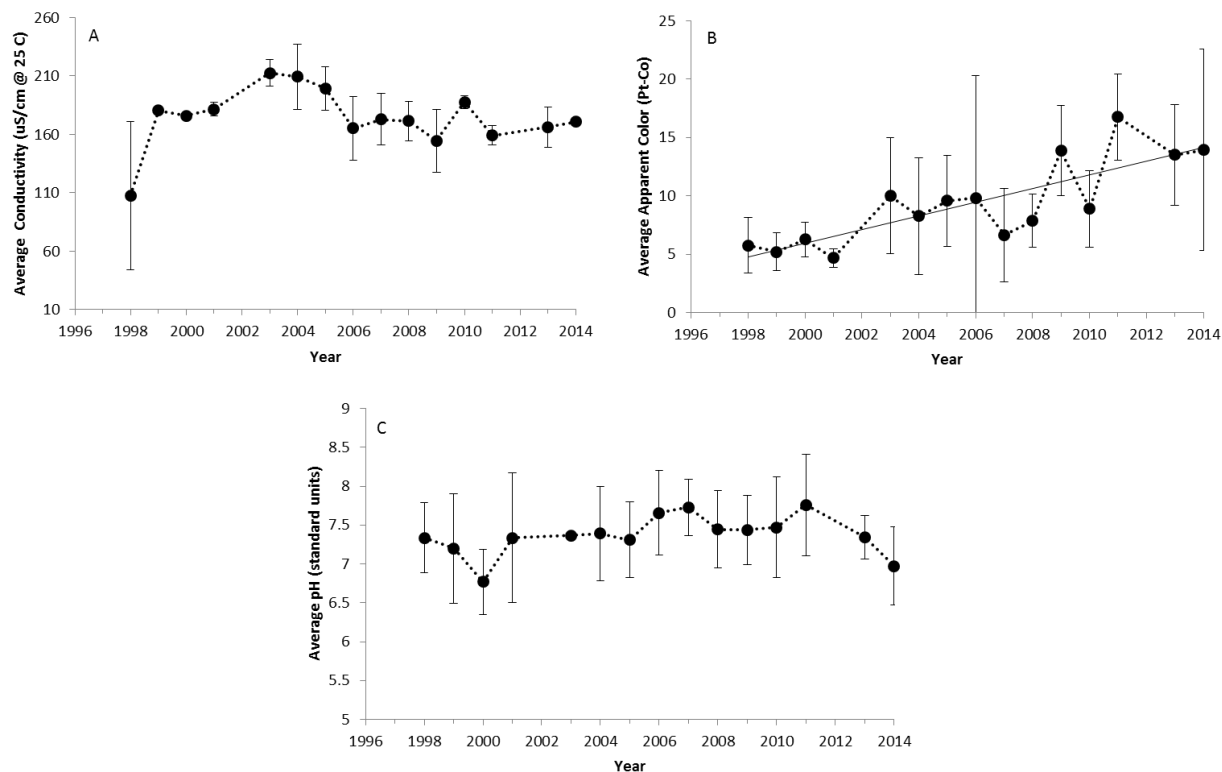 A
Average Conductivity (uS/cm @ 25 C)
260
210
160
110
60
10
1996 1998 2000 2002 2004 2006 2008 2010 2012 2014
Year
B
Average Apparent Color (Pt-Co)
25
20
15
10
5
0
1996 1998 2000 2002 2004 2006 2008 2010 2012 2014
Year
C
Average pH (standard units)
9
8.5
8
7.5
7
6.5
6
5.5
5
1996 1998 2000 2002 2004 2006 2008 2010 2012 2014
Year